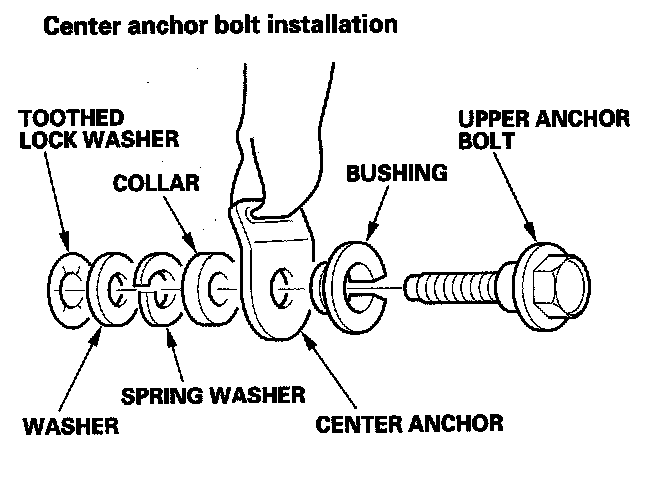 Center anchor bolt installation
TOOTHED
LOCK WASHER
COLLAR
BUSHING
UPPER ANCHOR
BOLT
SPRING WASHER
WASHER
CENTER ANCHOR